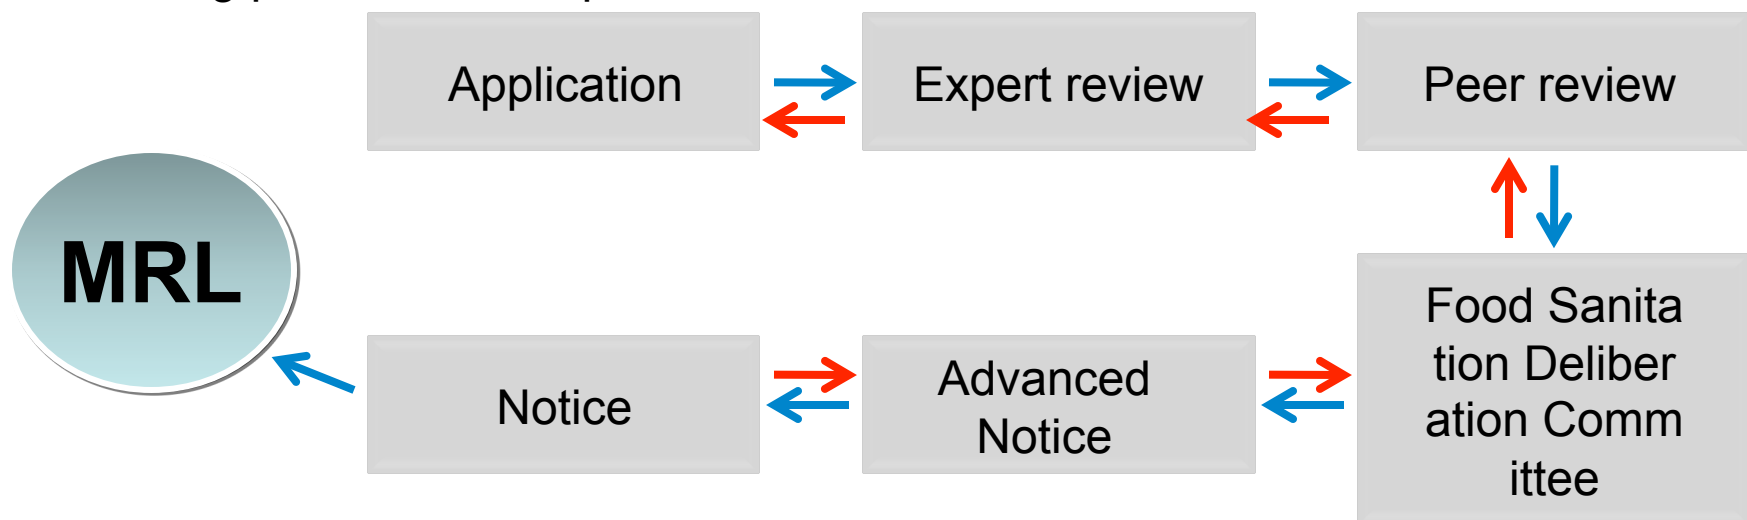 Application
Expert review
Peer review
MRL
Food Sanita
tion Deliber
ation Comm
ittee
Notice
Advanced
Notice